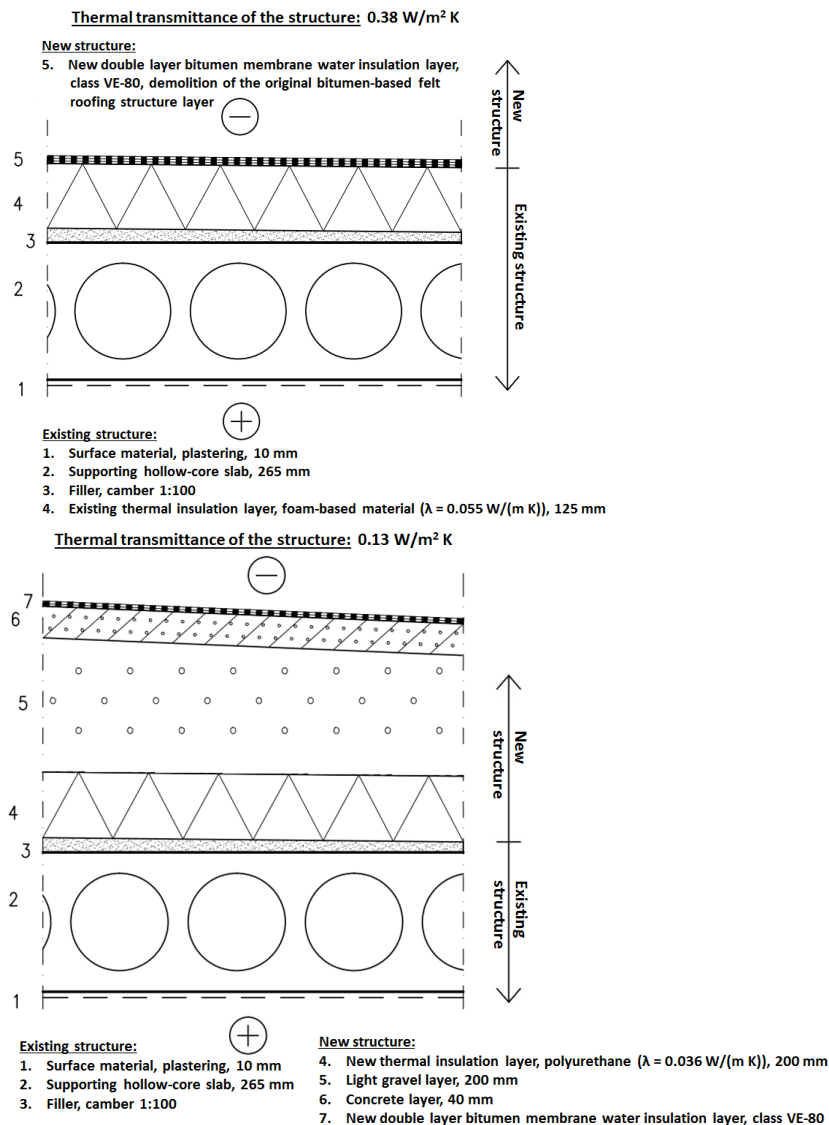 Thermal transmittance of the structure: 0.38 W/m² K
New structure:
5. New double layer bitumen membrane water insulation layer,
class VE-80, demolition of the original bitumen-based felt
roofing structure layer
New
structure
Existing structure
5
4
3
2
1
Existing structure:
1. Surface material, plastering, 10 mm
2. Supporting hollow-core slab, 265 mm
3. Filler, camber 1:100
4. Existing thermal insulation layer, foam-based material (λ = 0.055 W/(m K)), 125 mm
Thermal transmittance of the structure: 0.13 W/m² K
7
6
5
4
3
2
1
New
structure
Existing
structure
Existing structure:
1. Surface material, plastering, 10 mm
2. Supporting hollow-core slab, 265 mm
3. Filler, camber 1:100
New structure:
4. New thermal insulation layer, polyurethane (λ = 0.036 W/(m K)), 200 mm
5. Light gravel layer, 200 mm
6. Concrete layer, 40 mm
7. New double layer bitumen membrane water insulation layer, class VE-80